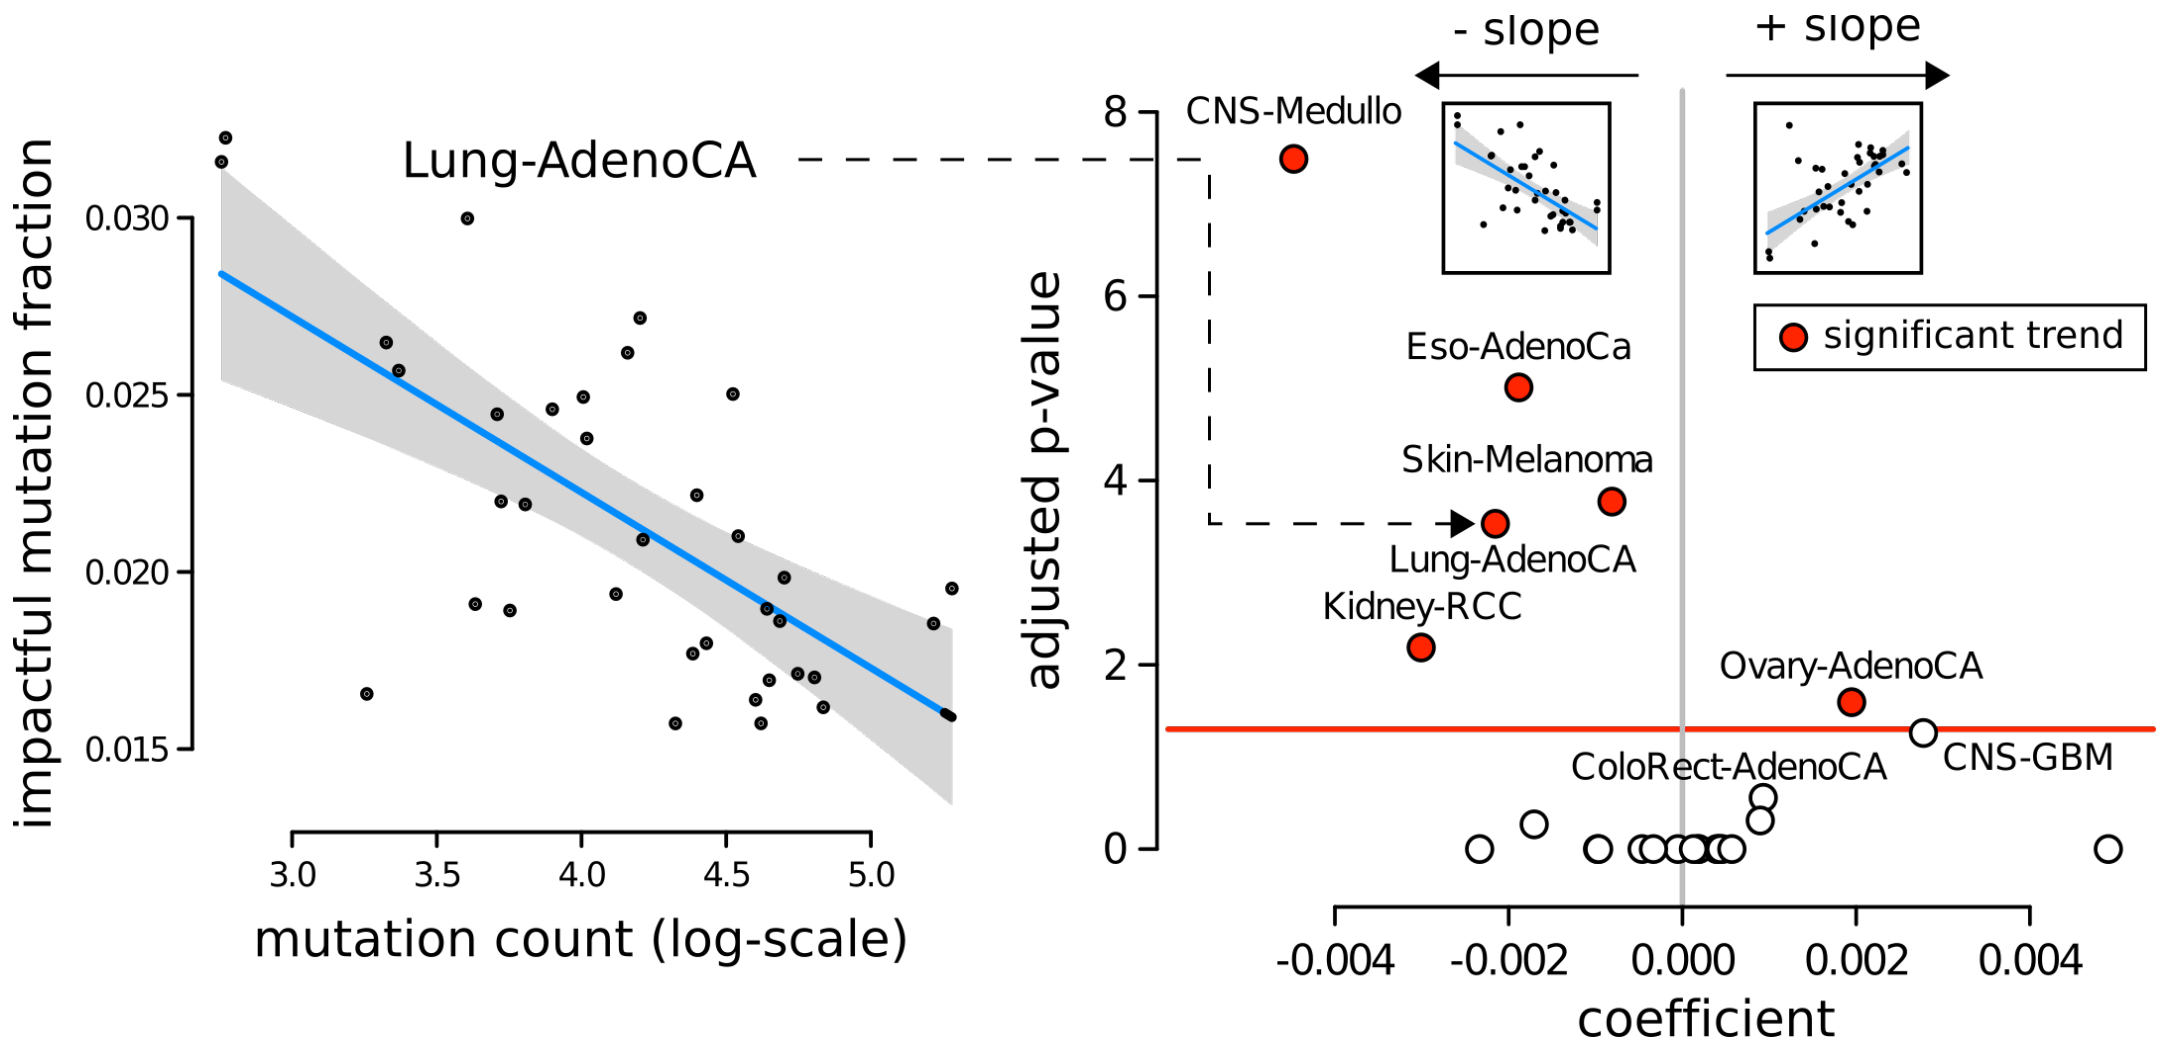 impactful mutation fraction
0.030
0.025
0.020
0.015
Lung-AdenoCA
3.0 3.5 4.0 4.5 5.0
mutation count (log-scale)
- slope
+ slope
adjusted p-value
8
6
4
2
0
CNS-Medullo
significant trend
Eso-AdenoCa
Skin-Melanoma
Lung-AdenoCA
Kidney-RCC
Ovary-AdenoCA
ColoRect-AdenoCA
CNS-GBM
-0.004 -0.002 0.000 0.002 0.004
coefficient